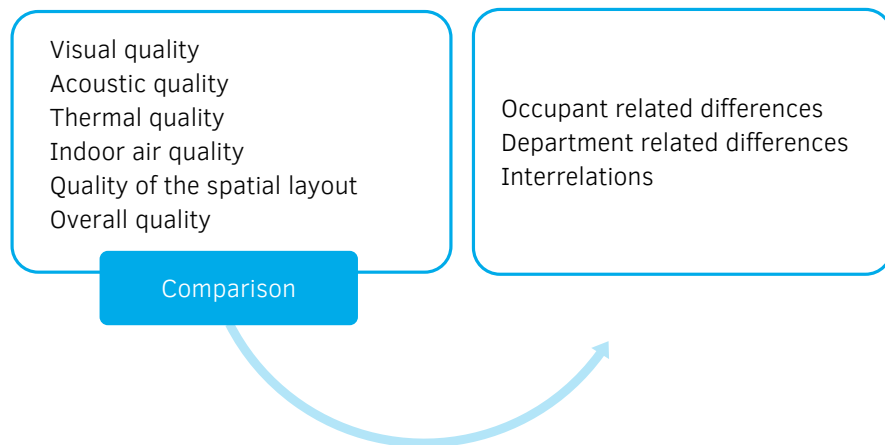 Visual quality
Acoustic quality
Thermal quality
Indoor air quality
Quality of the spatial layout
Overall quality
Comparison
Occupant related differences
Department related differences
Interrelations